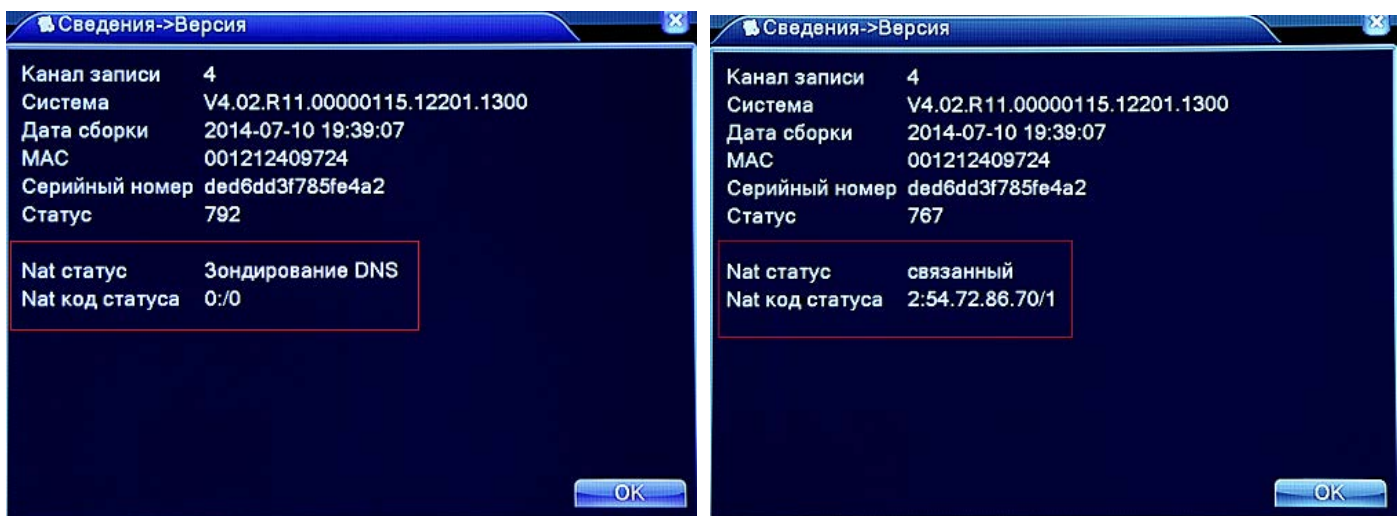 Сведения->Версия
Канал записи 4
Система V4.02.R11.00000115.12201.1300
Дата сборки 2014-07-10 19:39:07
MAC 001212409724
Серийный номер ded6dd3f785fe4a2
Статус 792
Nat статус Зондирование DNS
Nat код статуса 0:/0
OK
Сведения->Версия
Канал записи 4
Система V4.02.R11.00000115.12201.1300
Дата сборки 2014-07-10 19:39:07
MAC 001212409724
Серийный номер ded6dd3f785fe4a2
Статус 767
Nat статус связанный
Nat код статуса 2:54.72.86.70/1
OK